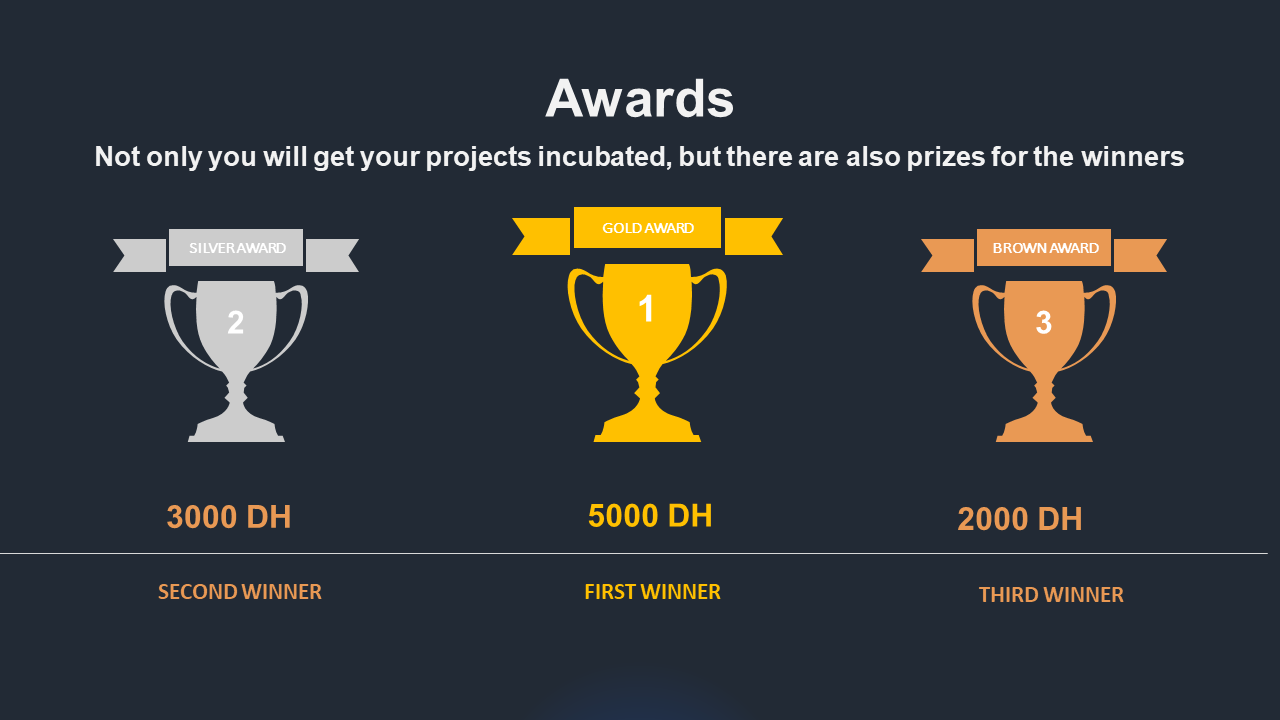 Awards
Not only you will get your projects incubated, but there are also prizes for the winners
SILVER AWARD
GOLD AWARD
BROWN AWARD
2
1
3
3000 DH
5000 DH
2000 DH
SECOND WINNER
FIRST WINNER
THIRD WINNER